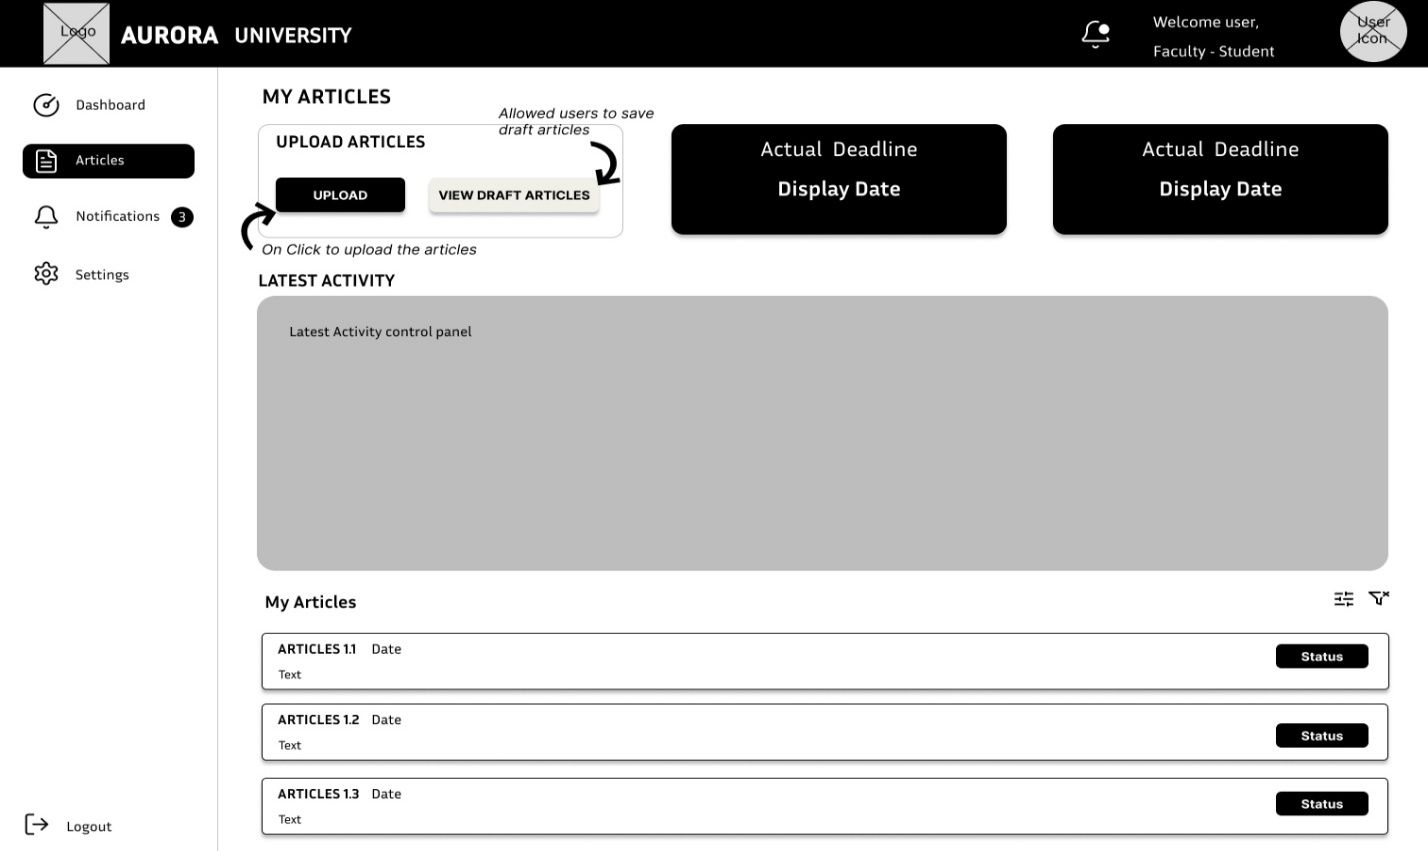 Logo
AURORA UNIVERSITY
Welcome user,
Faculty - Student
User
Icon
Dashboard
Articles
Notifications 3
Settings
Logout
MY ARTICLES
Allowed users to save
draft articles
UPLOAD ARTICLES
UPLOAD
VIEW DRAFT ARTICLES
On Click to upload the articles
Actual Deadline
Display Date
Actual Deadline
Display Date
LATEST ACTIVITY
Latest Activity control panel
My Articles
ARTICLES 1.1 Date
Text
Status
ARTICLES 1.2 Date
Text
Status
ARTICLES 1.3 Date
Text
Status